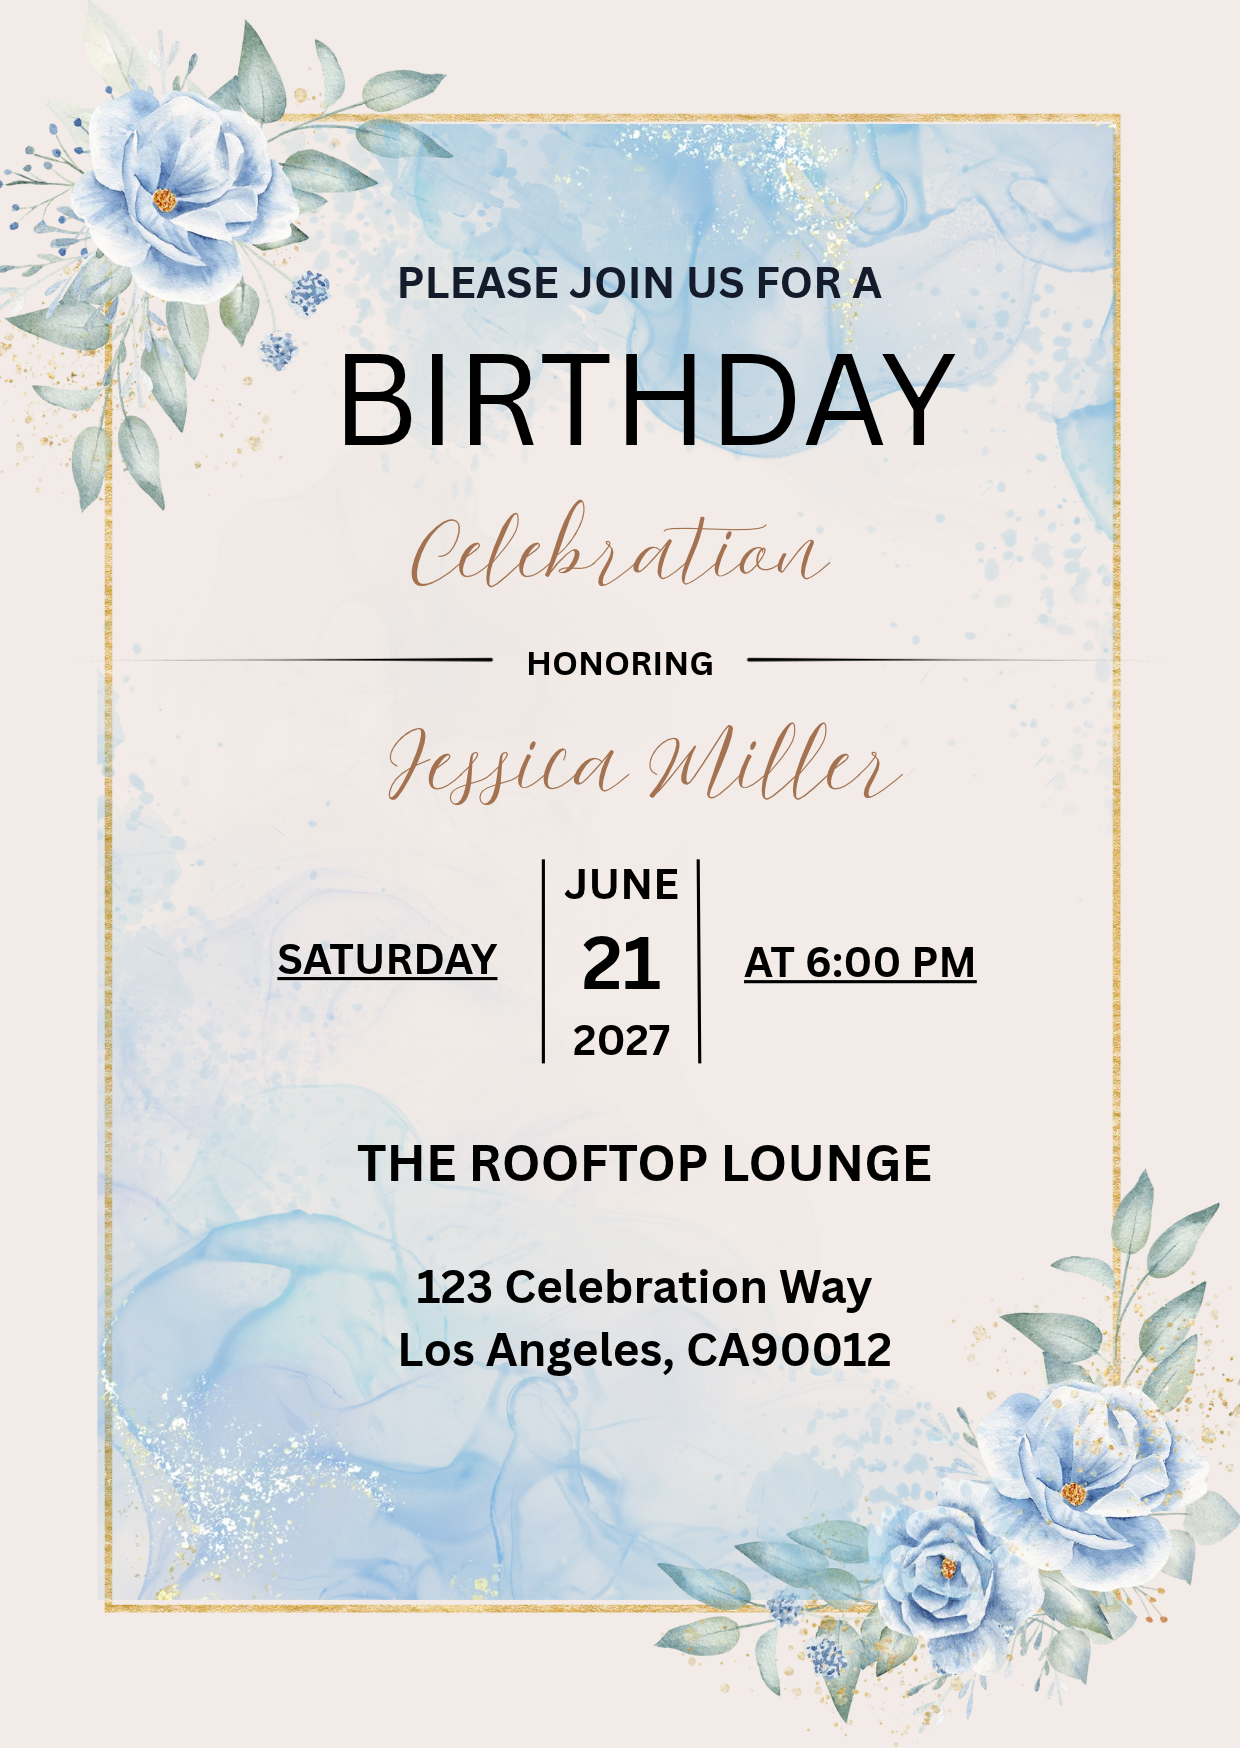 PLEASE JOIN US FOR A
BIRTHDAY
Celebration
HONORING
Jessica Miller
JUNE
SATURDAY 21 AT 6:00 PM
2027
THE ROOFTOP LOUNGE
123 Celebration Way
Los Angeles, CA90012